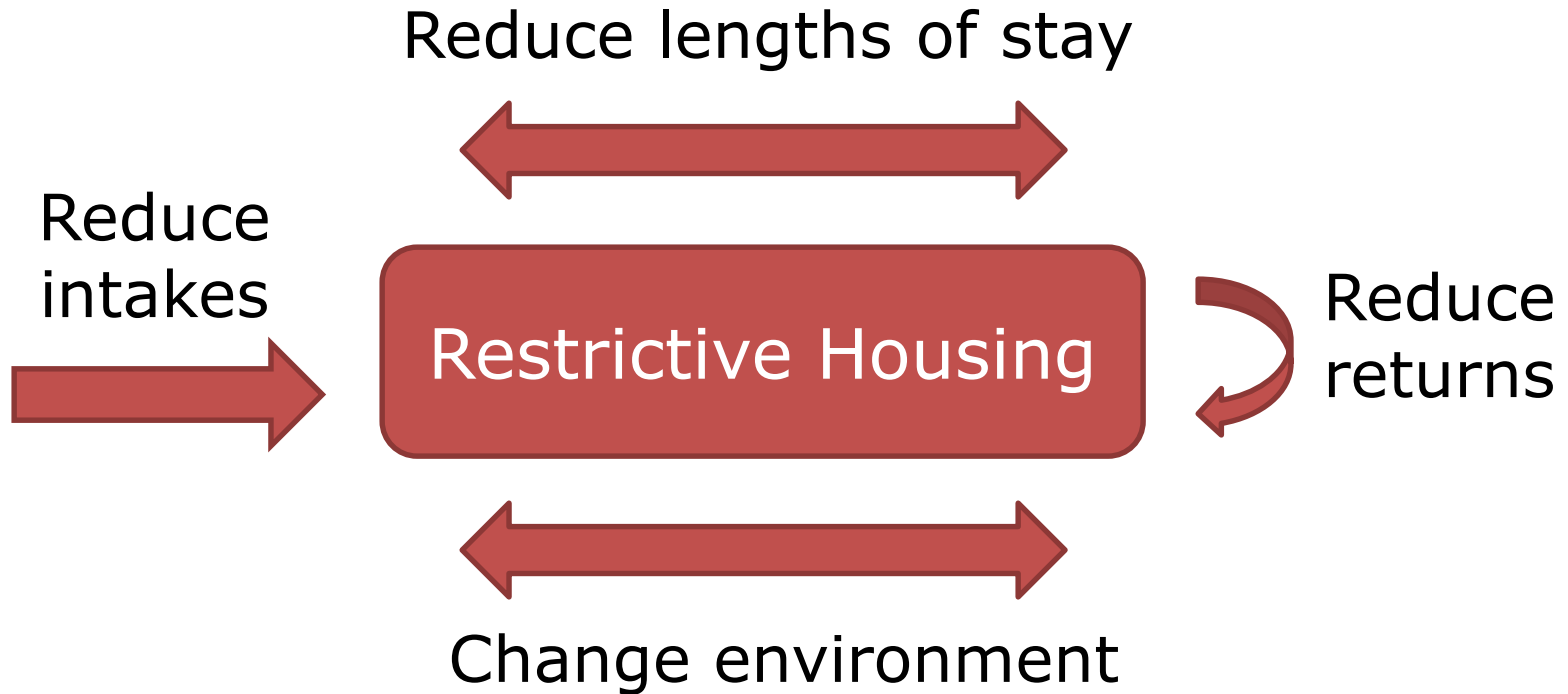 Reduce lengths of stay
Reduce
intakes
Restrictive Housing
Reduce
returns
Change environment